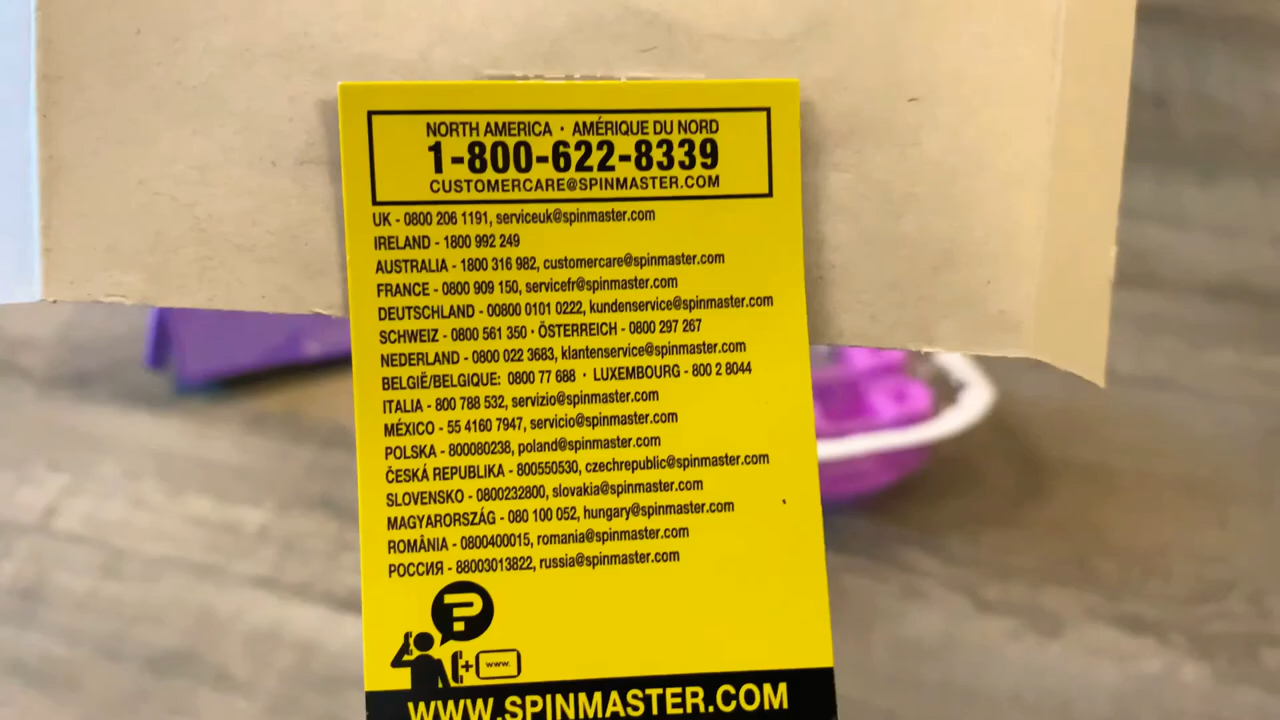 NORTH AMERICA · AMÉRIQUE DU NORD
1-800-622-8339
CUSTOMERCARE@SPINMASTER.COM
UK - 0800 206 1191, serviceuk@spinmaster.com
IRELAND - 1800 992 249
AUSTRALIA - 1800 316 982, customercare@spinmaster.com
FRANCE - 0800 909 150, servicefr@spinmaster.com
DEUTSCHLAND - 00800 0101 0222, kundenservice@spinmaster.com
SCHWEIZ - 0800 561 350 · ÖSTERREICH - 0800 297 267
NEDERLAND - 0800 022 3683, klantenservice@spinmaster.com
BELGIË/BELGIQUE: 0800 77 688 · LUXEMBOURG - 800 2 8044
ITALIA - 800 788 532, servizio@spinmaster.com
MÉXICO - 55 4160 7947, servicio@spinmaster.com
POLSKA - 800080238, poland@spinmaster.com
ČESKÁ REPUBLIKA - 800550530, czechrepublic@spinmaster.com
SLOVENSKO - 0800232800, slovakia@spinmaster.com
MAGYARORSZÁG - 080 100 052, hungary@spinmaster.com
ROMÂNIA - 0800400015, romania@spinmaster.com
РОССИЯ - 88003013822, russia@spinmaster.com
?
+ www.
WWW.SPINMASTER.COM